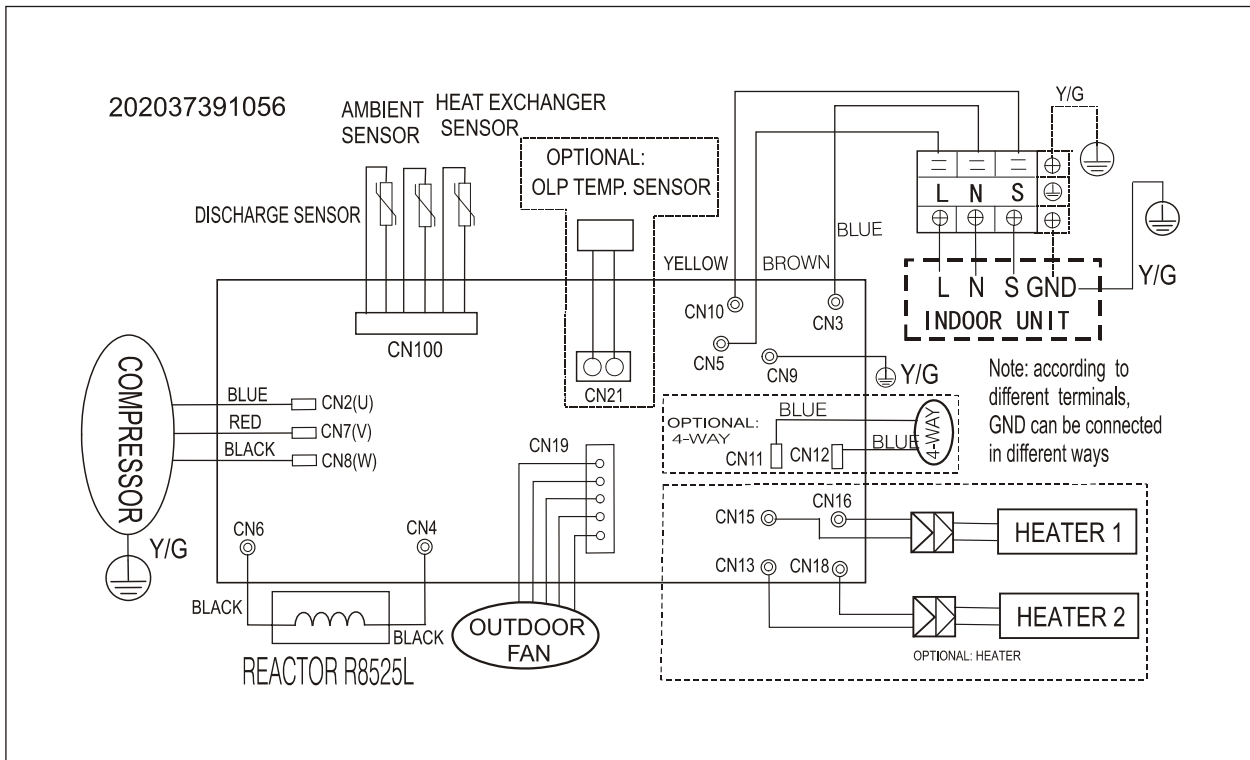 202037391056
AMBIENT
SENSOR
HEAT EXCHANGER
SENSOR
DISCHARGE SENSOR
OPTIONAL:
OLP TEMP. SENSOR
Y/G
L N S
BLUE
YELLOW
BROWN
L N S GND
INDOOR UNIT
Y/G
CN100
CN21
CN10
CN3
CN5
CN9
Y/G
Note: according to
different terminals,
GND can be connected
in different ways
COMPRESSOR
BLUE
CN2(U)
RED
CN7(V)
BLACK
CN8(W)
Y/G
OPTIONAL:
4-WAY
BLUE
BLUE
CN11
CN12
4-WAY
CN19
CN6
CN4
BLACK
BLACK
REACTOR R8525L
OUTDOOR
FAN
CN15
CN16
CN13
CN18
HEATER 1
HEATER 2
OPTIONAL: HEATER